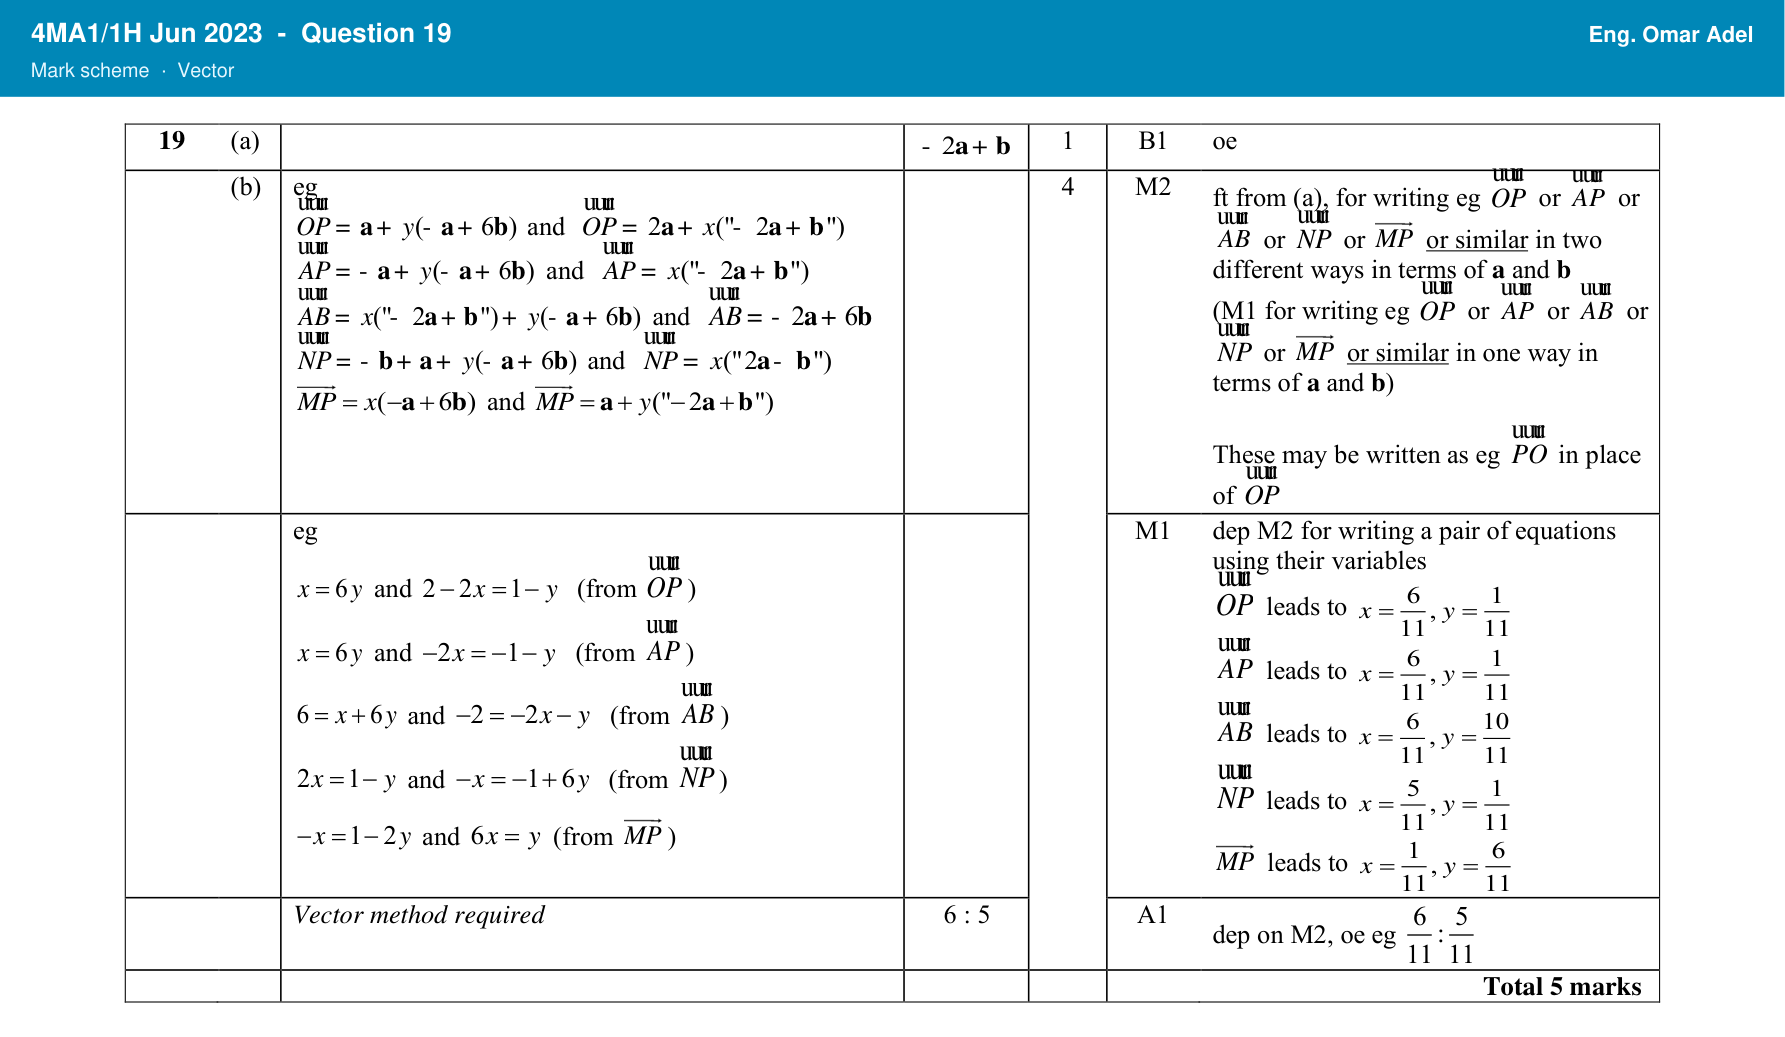 4MA1/1H Jun 2023 - Question 19
Eng. Omar Adel
Mark scheme · Vector
19 (a) - 2a + b 1 B1 oe
(b) eg 4 M2 ft from (a), for writing eg OP or AP or
OP = a + y(- a + 6b) and OP = 2a + x("- 2a + b")
AB or NP or MP or similar in two
AP = - a + y(- a + 6b) and AP = x("- 2a + b")
different ways in terms of a and b
AB = x("- 2a + b") + y(- a + 6b) and AB = - 2a + 6b
(M1 for writing eg OP or AP or AB or
NP = - b + a + y(- a + 6b) and NP = x("2a - b")
NP or MP or similar in one way in
terms of a and b)
MP = x(−a + 6b) and MP = a + y("−2a + b")
These may be written as eg PO in place
of OP
eg M1 dep M2 for writing a pair of equations
using their variables
x = 6y and 2 − 2x = 1 − y (from OP)
OP leads to x = 6/11, y = 1/11
x = 6y and −2x = −1 − y (from AP)
AP leads to x = 6/11, y = 1/11
6 = x + 6y and −2 = −2x − y (from AB)
AB leads to x = 6/11, y = 10/11
2x = 1 − y and −x = −1 + 6y (from NP)
NP leads to x = 5/11, y = 1/11
−x = 1 − 2y and 6x = y (from MP)
MP leads to x = 1/11, y = 6/11
Vector method required 6 : 5 A1 dep on M2, oe eg 6/11 : 5/11
Total 5 marks